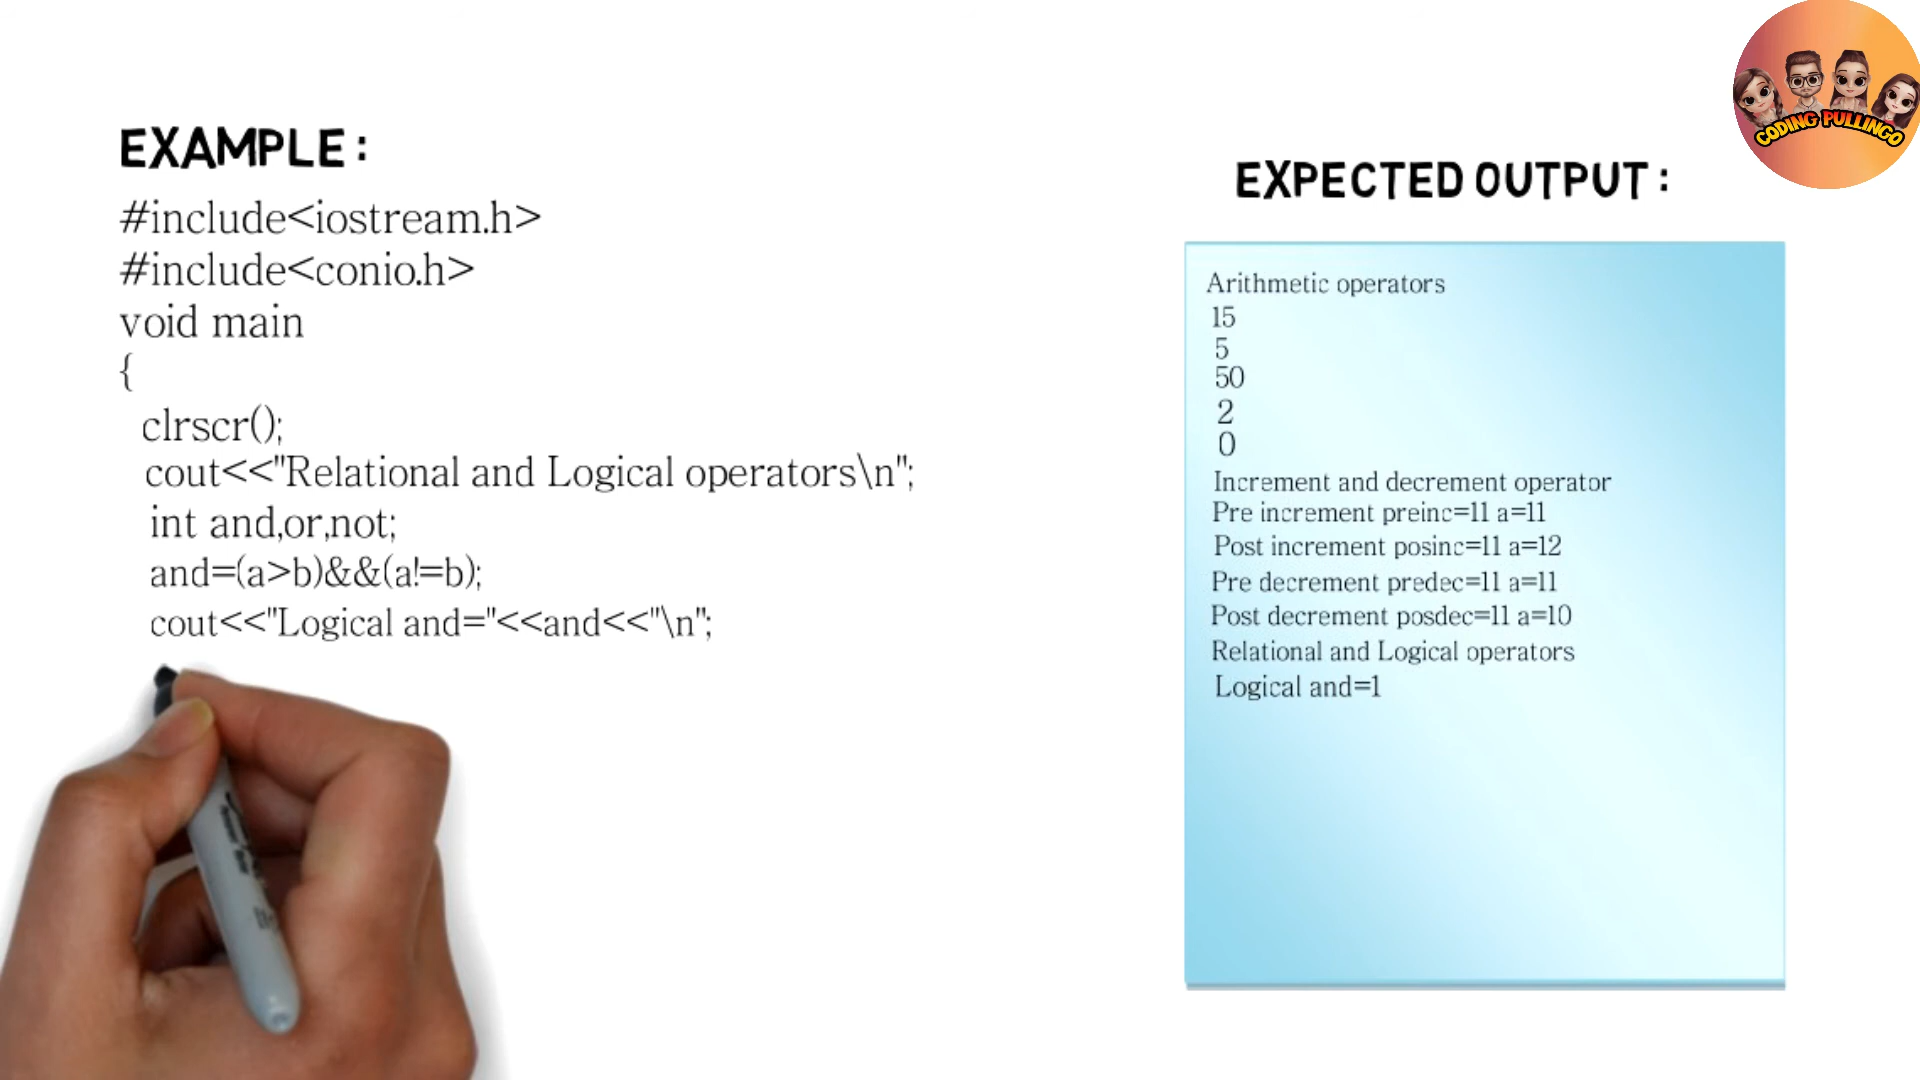 CODING PULLINGO
EXAMPLE :
#include<iostream.h>
#include<conio.h>
void main
{
clrscr();
cout<<"Relational and Logical operators\n";
int and,or,not;
and=(a>b)&&(a!=b);
cout<<"Logical and="<<and<<"\n";
EXPECTED OUTPUT :
Arithmetic operators
15
5
50
2
0
Increment and decrement operator
Pre increment preinc=11 a=11
Post increment posinc=11 a=12
Pre decrement predec=11 a=11
Post decrement posdec=11 a=10
Relational and Logical operators
Logical and=1